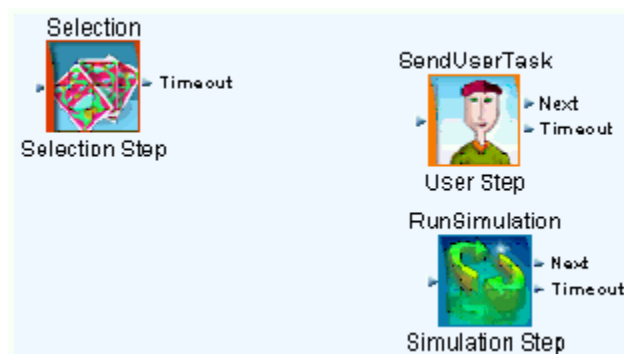 Selection
Timeout
Selection Step
SendUserTask
Next
Timeout
User Step
RunSimulation
Next
Timeout
Simulation Step